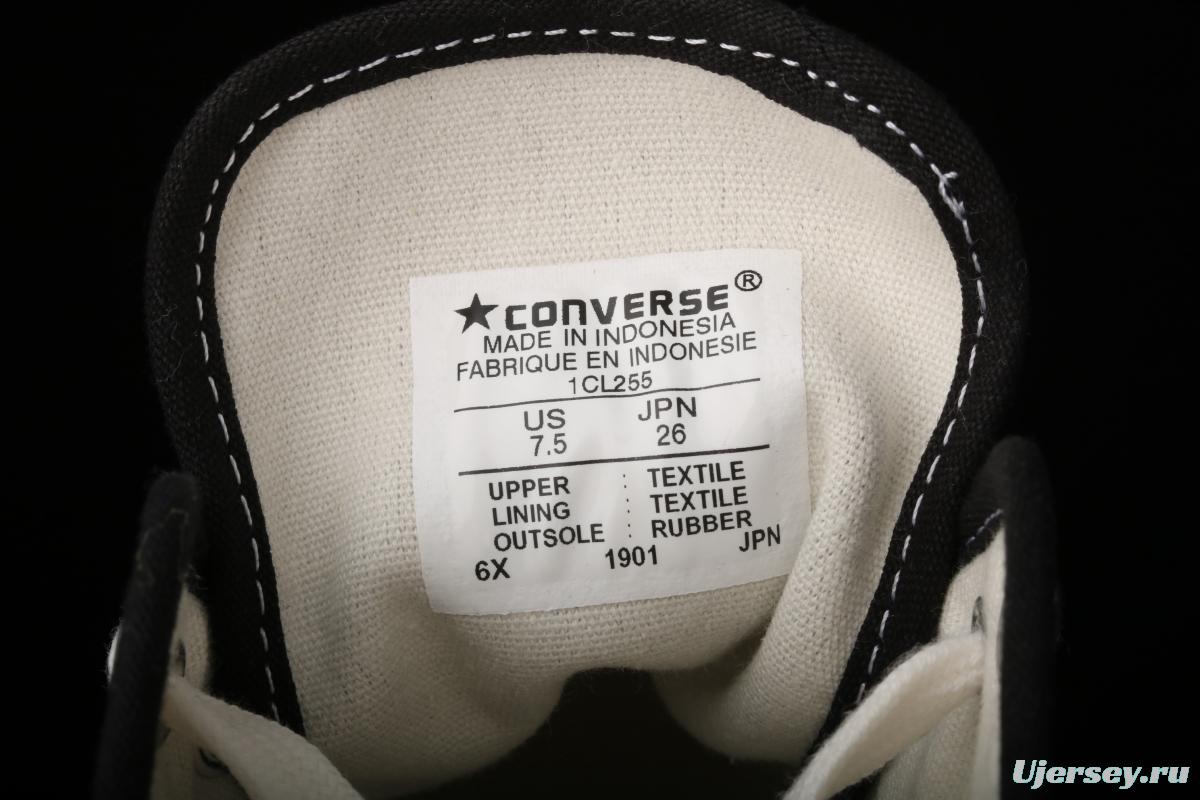 ★CONVERSE®
MADE IN INDONESIA
FABRIQUE EN INDONESIE
1CL255
US JPN
7.5 26
UPPER : TEXTILE
LINING : TEXTILE
OUTSOLE : RUBBER
6X 1901 JPN
Ujersey.ru